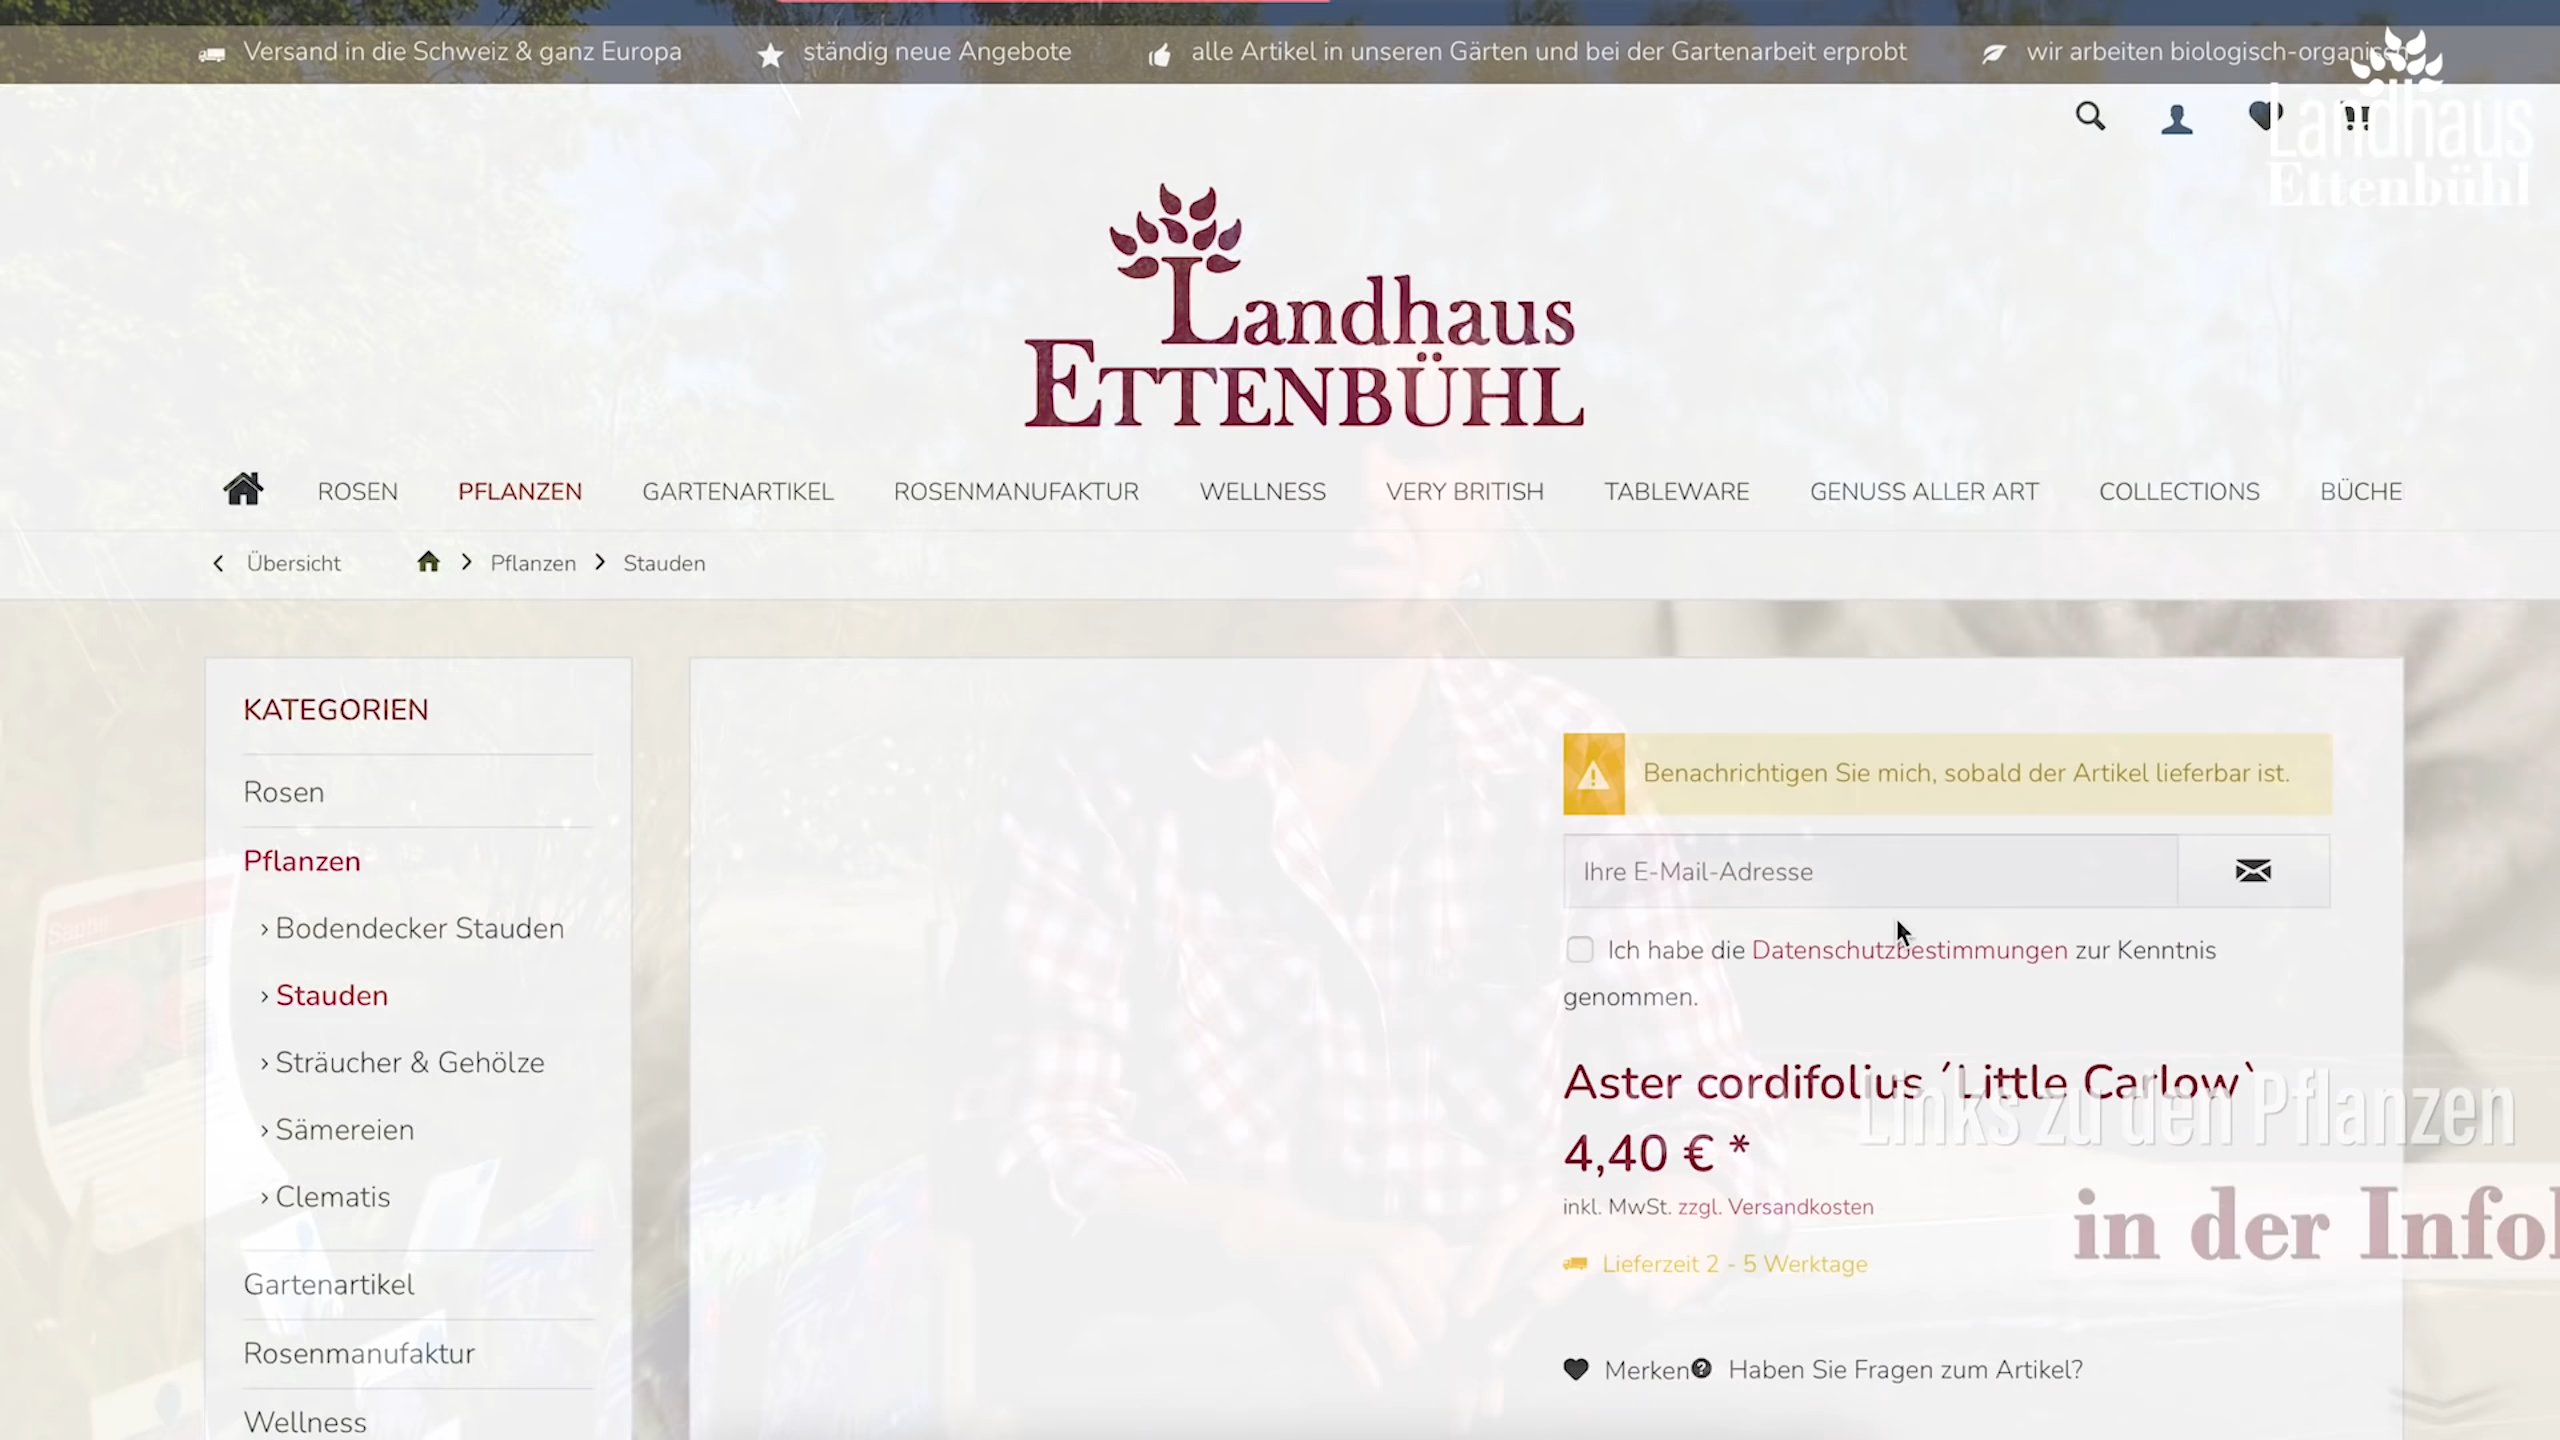 Versand in die Schweiz & ganz Europa
ständig neue Angebote
alle Artikel in unseren Gärten und bei der Gartenarbeit erprobt
wir arbeiten biologisch-organisch
Landhaus
Ettenbühl
Landhaus
ETTENBÜHL
ROSEN
PFLANZEN
GARTENARTIKEL
ROSENMANUFAKTUR
WELLNESS
VERY BRITISH
TABLEWARE
GENUSS ALLER ART
COLLECTIONS
BÜCHE
Übersicht
Pflanzen
Stauden
KATEGORIEN
Rosen
Pflanzen
Bodendecker Stauden
Stauden
Sträucher & Gehölze
Sämereien
Clematis
Gartenartikel
Rosenmanufaktur
Wellness
Benachrichtigen Sie mich, sobald der Artikel lieferbar ist.
Ihre E-Mail-Adresse
Ich habe die Datenschutzbestimmungen zur Kenntnis
genommen.
Aster cordifolius ´Little Carlow`
4,40 € *
inkl. MwSt. zzgl. Versandkosten
Lieferzeit 2 - 5 Werktage
Merken
Haben Sie Fragen zum Artikel?
Links zu den Pflanzen
in der Infol